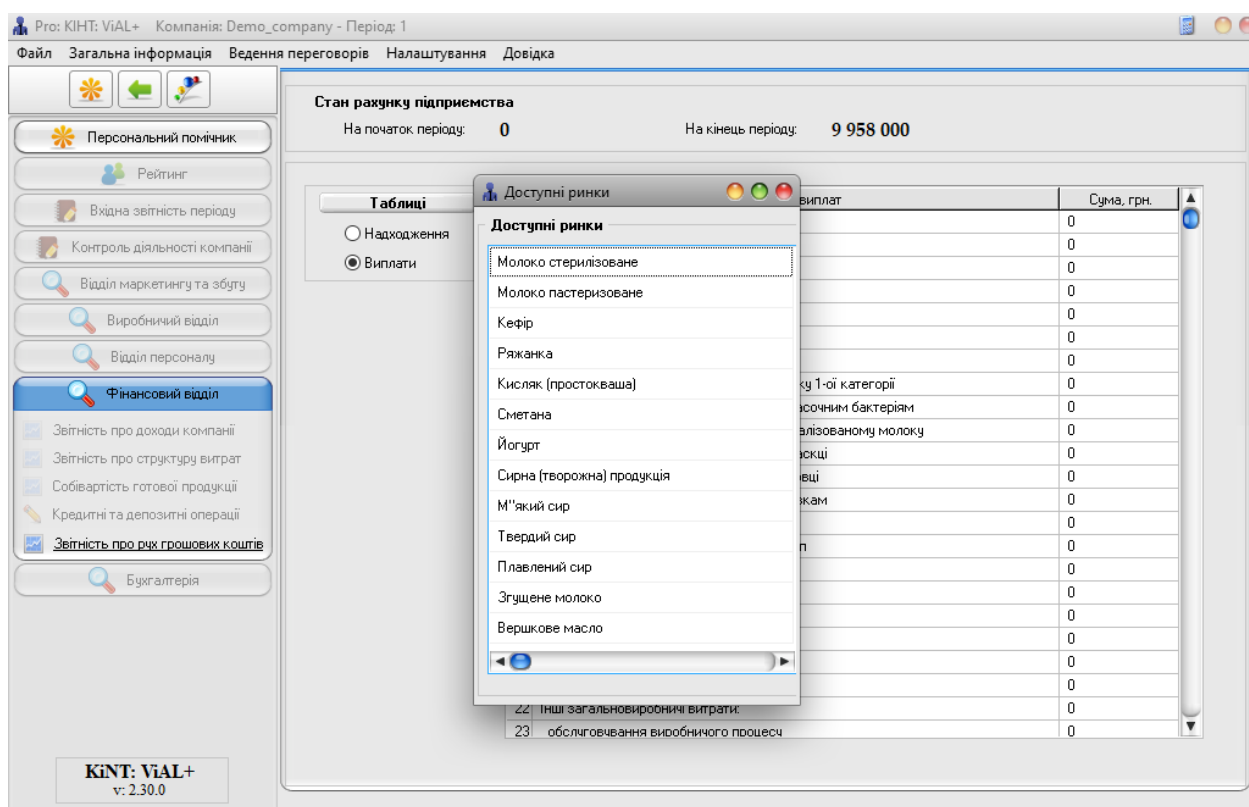 Pro: КІНТ: ViAL+ Компанія: Demo_company - Період: 1
Файл Загальна інформація Ведення переговорів Налаштування Довідка
Стан рахунку підприємства
На початок періоду: 0 На кінець періоду: 9 958 000
Персональний помічник
Рейтинг
Вхідна звітність періоду
Контроль діяльності компанії
Відділ маркетингу та збуту
Виробничий відділ
Відділ персоналу
Фінансовий відділ
Звітність про доходи компанії
Звітність про структуру витрат
Собівартість готової продукції
Кредитні та депозитні операції
Звітність про рух грошових коштів
Бухгалтерія
KiNT: ViAL+
v: 2.30.0
Таблиці
Надходження
Виплати
Доступні ринки
Доступні ринки
Молоко стерилізоване
Молоко пастеризоване
Кефір
Ряжанка
Кисляк (простокваша)
Сметана
Йогурт
Сирна (творожна) продукція
М''який сир
Твердий сир
Плавлений сир
Згущене молоко
Вершкове масло
виплат Сума, грн.
0
0
0
0
0
0
0
ку 1-ої категорії 0
асочним бактеріям 0
алізованому молоку 0
аскці 0
0
0
0
п 0
0
0
0
0
0
0
22 Інші загальновиробничі витрати: 0
23 обслуговування виробничого процесу 0